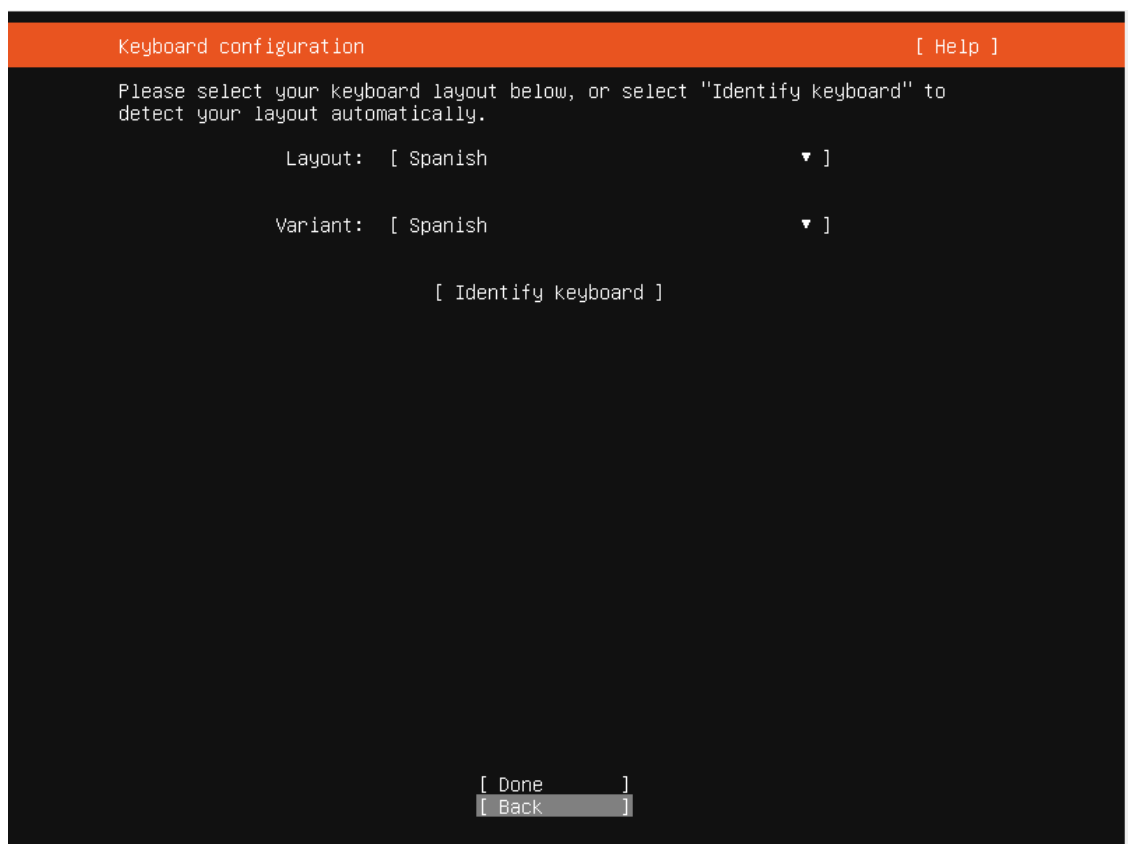 Keyboard configuration [ Help ]
Please select your keyboard layout below, or select "Identify keyboard" to
detect your layout automatically.
Layout: [ Spanish ▾ ]
Variant: [ Spanish ▾ ]
[ Identify keyboard ]
[ Done ]
[ Back ]